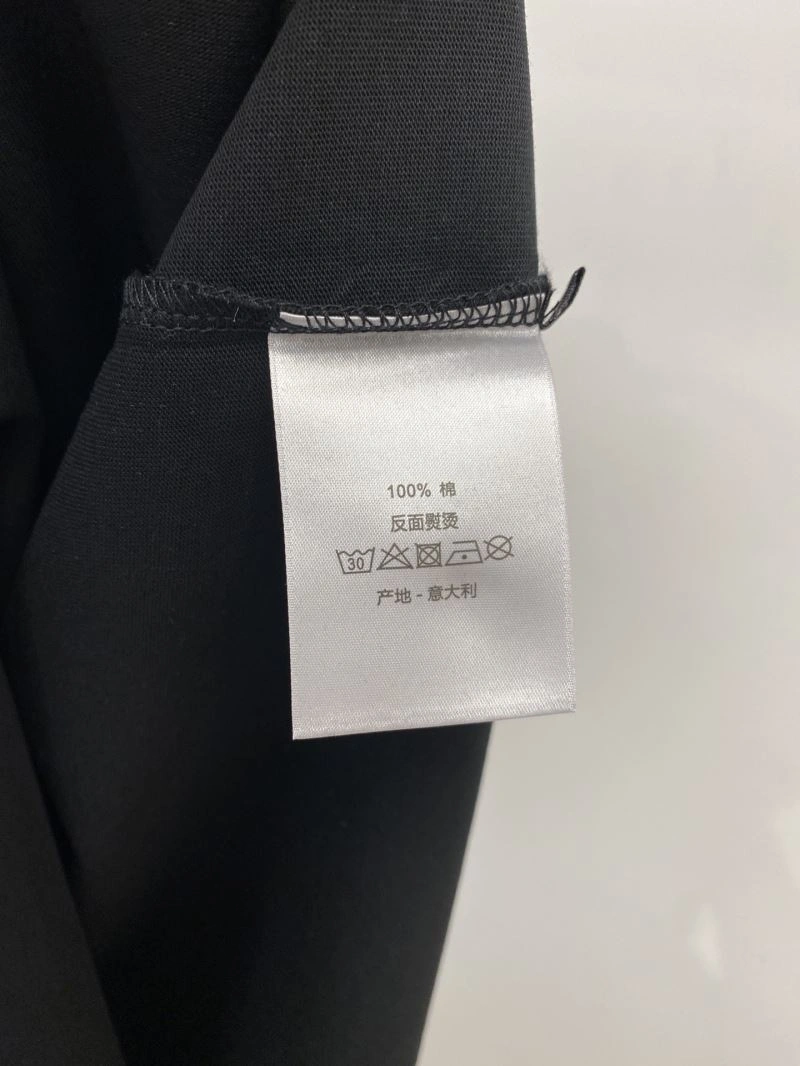 100% 棉
反面熨烫
30
产地 - 意大利